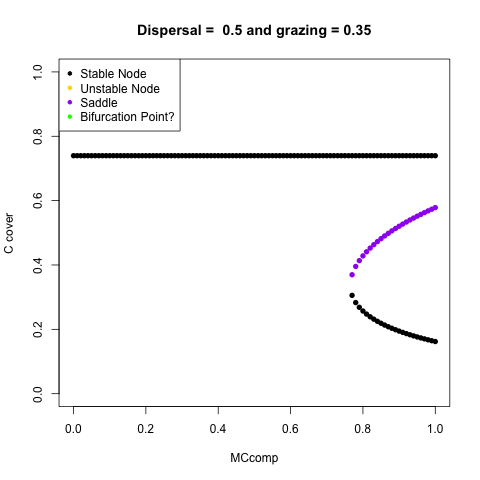 Dispersal =  0.5 and grazing = 0.35
Stable Node
Unstable Node
Saddle
Bifurcation Point?
1.0
0.8
0.6
0.4
0.2
0.0
C cover
0.0 0.2 0.4 0.6 0.8 1.0
MCcomp